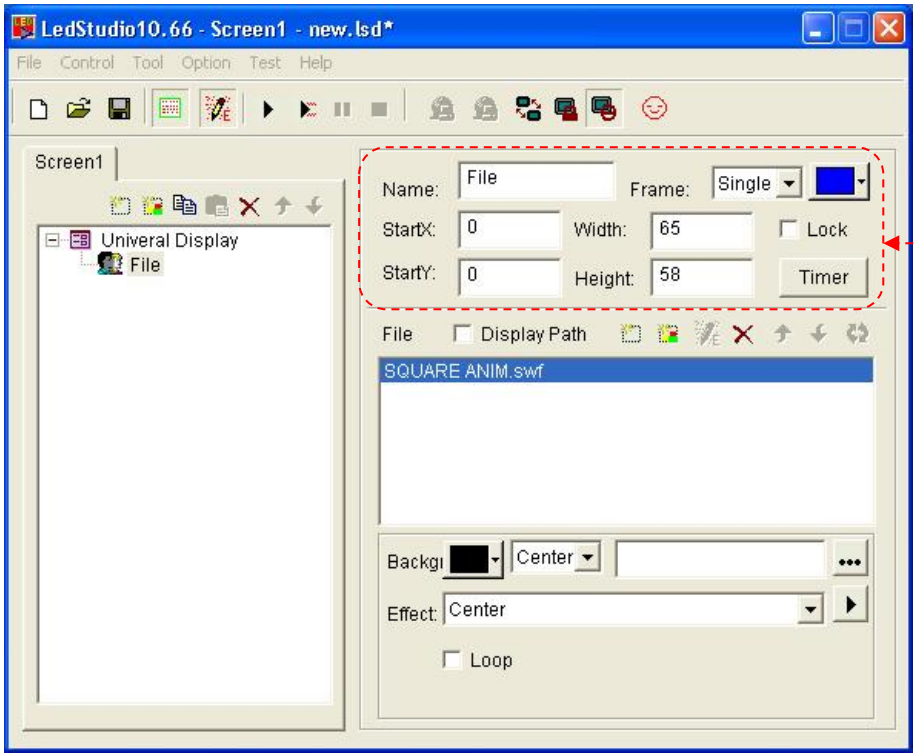 LedStudio10.66 - Screen1 - new.lsd*
File Control Tool Option Test Help
Screen1
Univeral Display
File
Name: File Frame: Single
StartX: 0 Width: 65 Lock
StartY: 0 Height: 58 Timer
File Display Path
SQUARE ANIM.swf
Backgr Center
Effect: Center
Loop